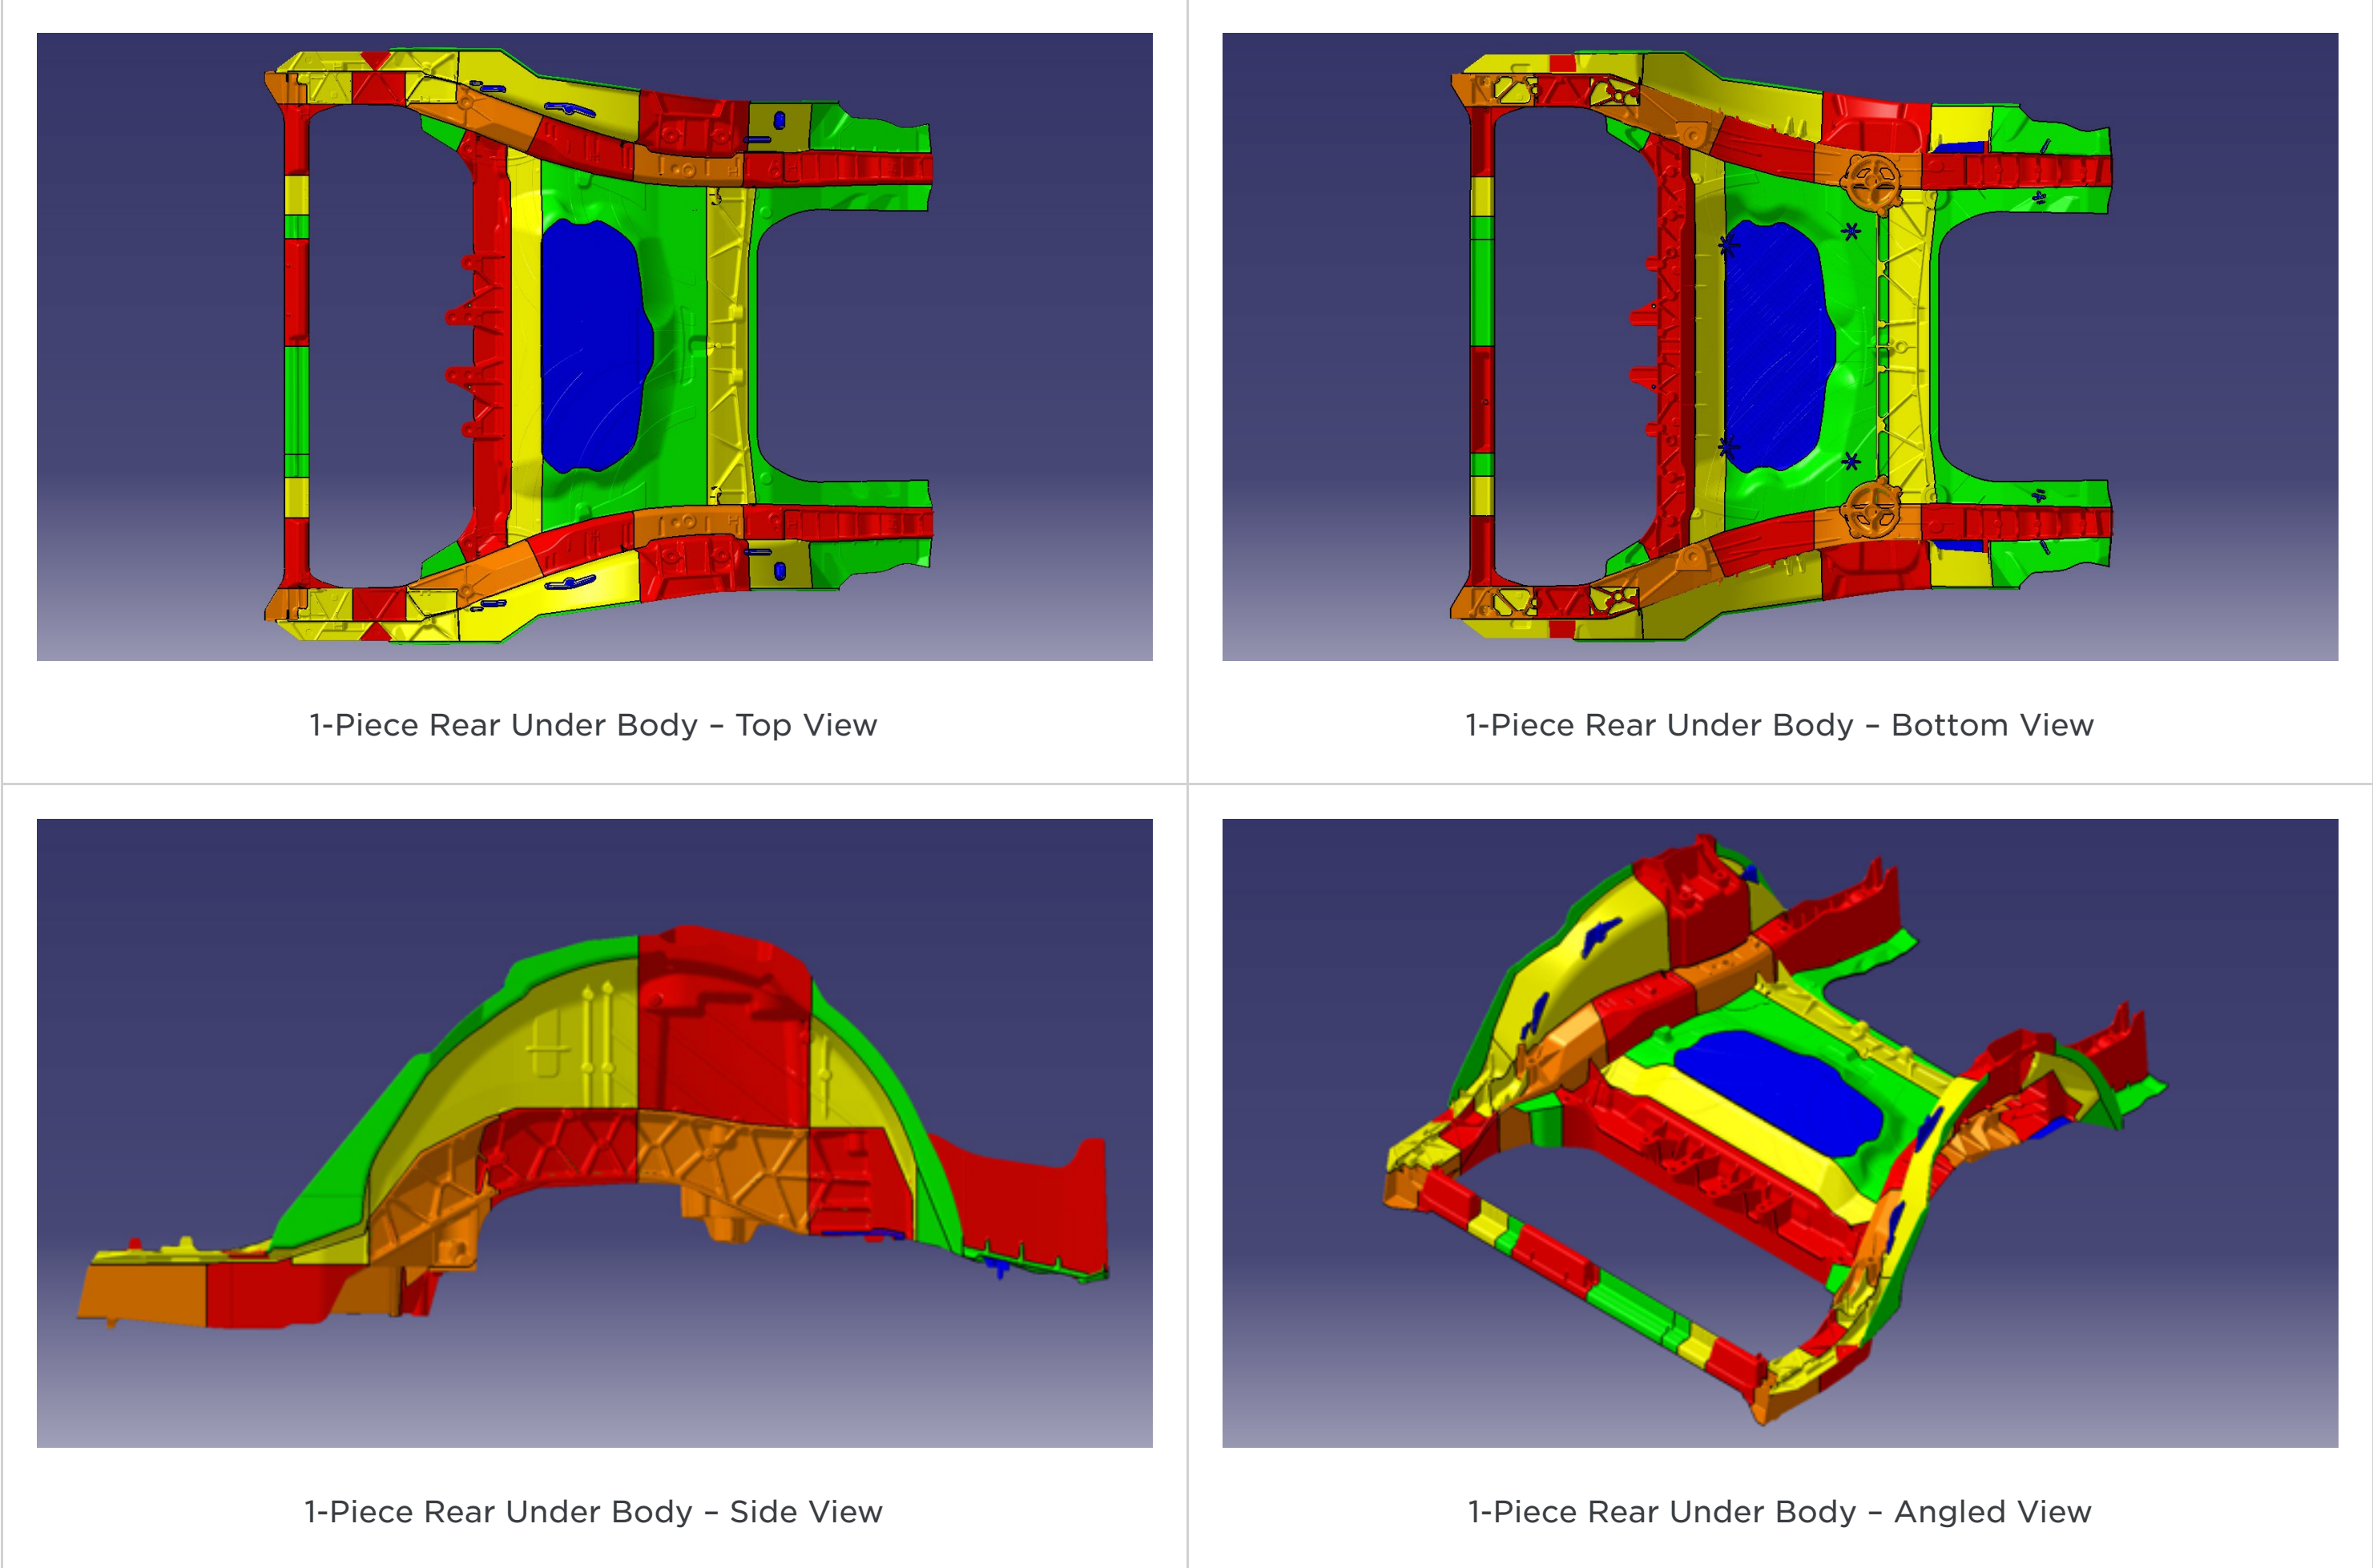 1-Piece Rear Under Body – Top View
1-Piece Rear Under Body – Bottom View
1-Piece Rear Under Body – Side View
1-Piece Rear Under Body – Angled View